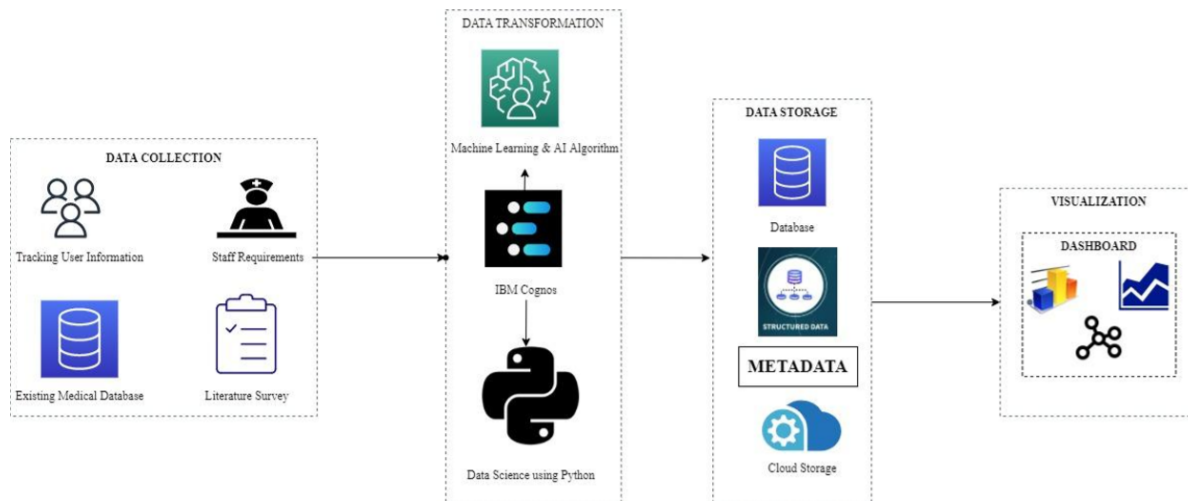 DATA COLLECTION
Tracking User Information
Staff Requirements
Existing Medical Database
Literature Survey
DATA TRANSFORMATION
Machine Learning & AI Algorithm
IBM Cognos
Data Science using Python
DATA STORAGE
Database
STRUCTURED DATA
METADATA
Cloud Storage
VISUALIZATION
DASHBOARD